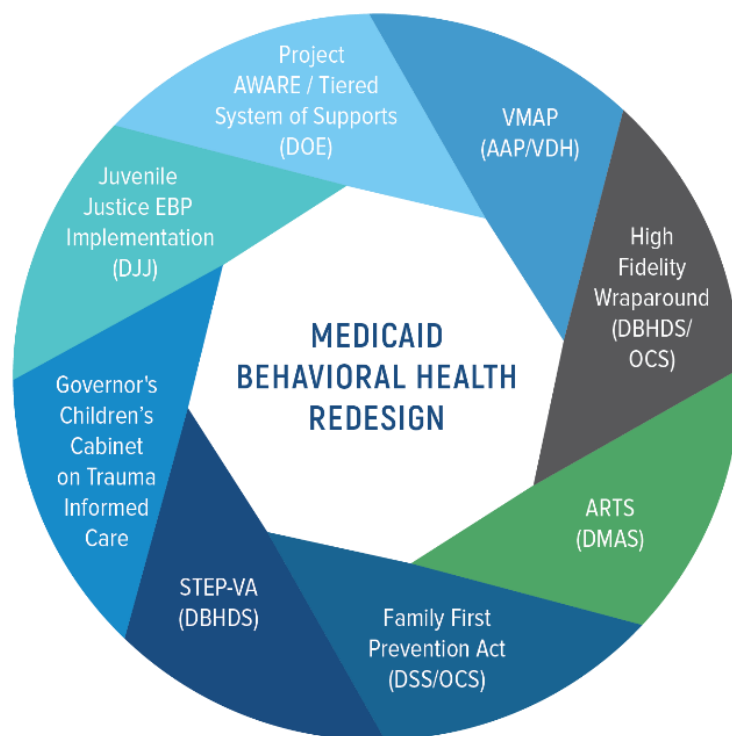 Project
AWARE / Tiered
System of Supports
(DOE)
VMAP
(AAP/VDH)
High
Fidelity
Wraparound
(DBHDS/
OCS)
ARTS
(DMAS)
Family First
Prevention Act
(DSS/OCS)
STEP-VA
(DBHDS)
Governor's
Children’s
Cabinet
on Trauma
Informed
Care
Juvenile
Justice EBP
Implementation
(DJJ)
MEDICAID
BEHAVIORAL HEALTH
REDESIGN